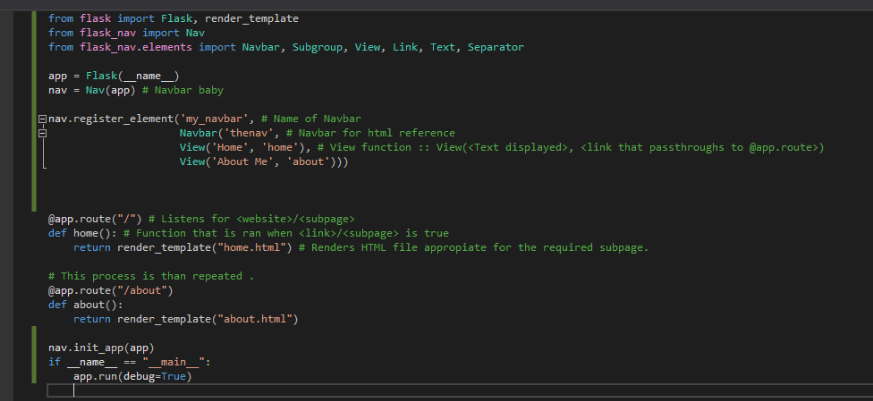 from flask import Flask, render_template
from flask_nav import Nav
from flask_nav.elements import Navbar, Subgroup, View, Link, Text, Separator
app = Flask(__name__)
nav = Nav(app) # Navbar baby
nav.register_element('my_navbar', # Name of Navbar
Navbar('thenav', # Navbar for html reference
View('Home', 'home'), # View function :: View(<Text displayed>, <link that passthroughs to @app.route>)
View('About Me', 'about')))
@app.route("/") # Listens for <website>/<subpage>
def home(): # Function that is ran when <link>/<subpage> is true
return render_template("home.html") # Renders HTML file appropiate for the required subpage.
# This process is than repeated .
@app.route("/about")
def about():
return render_template("about.html")
nav.init_app(app)
if __name__ == "__main__":
app.run(debug=True)